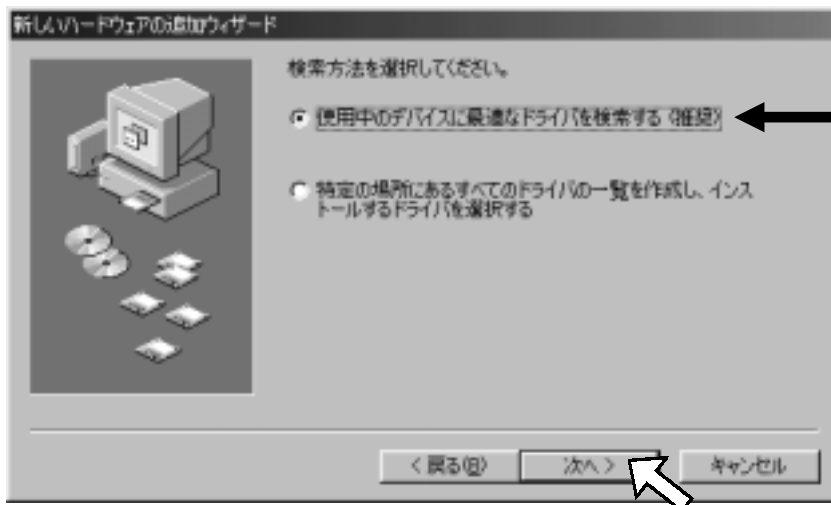 新しいハードウェアの追加ウィザード
検索方法を選択してください。
使用中のデバイスに最適なドライバを検索する (推奨)
特定の場所にあるすべてのドライバの一覧を作成し、インス
トールするドライバを選択する
< 戻る(B)
次へ >
キャンセル